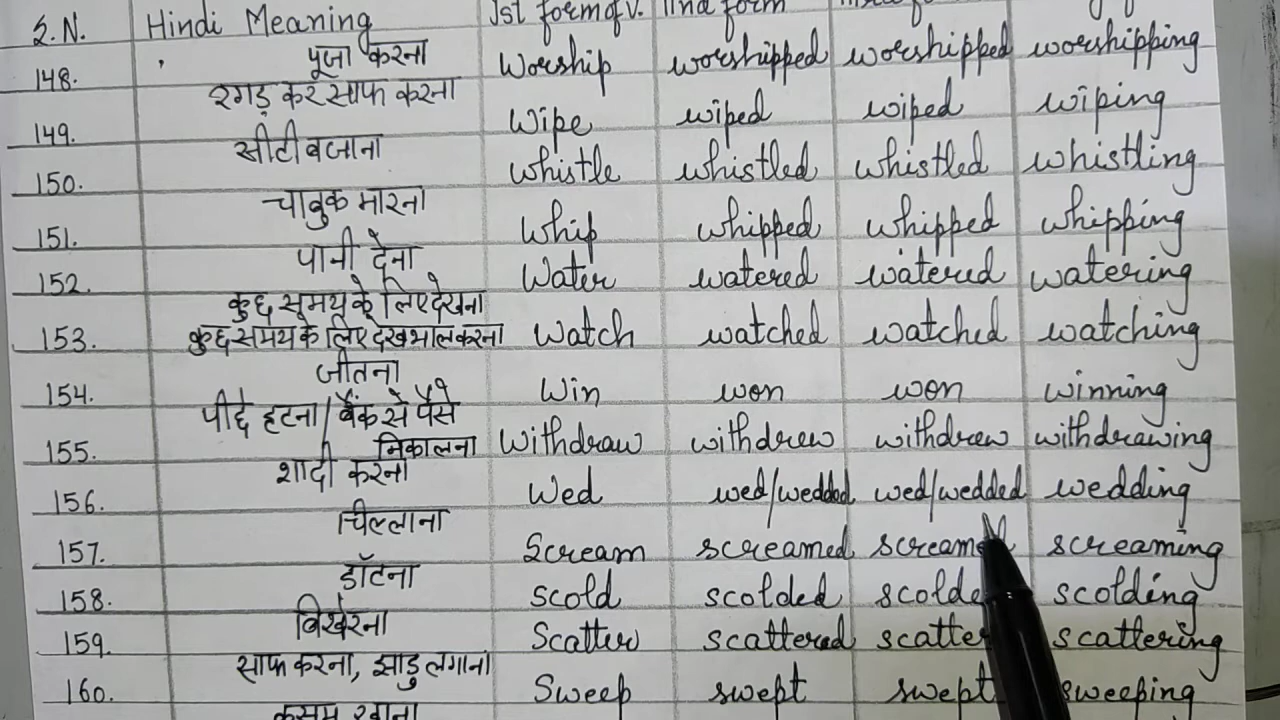 S.N. Hindi Meaning Ist form of v. IInd form
148. पूजा करना Worship worshipped worshipped worshipping
149. रगड़ कर साफ करना Wipe wiped wiped wiping
150. सीटी बजाना Whistle whistled whistled whistling
151. चाबुक मारना Whip whipped whipped whipping
152. पानी देना Water watered watered watering
कुछ समय के लिए देखना
153. कुछ समय के लिए देखभाल करना Watch watched watched watching
154. जीतना Win won won winning
पीछे हटना/बैंक से पैसे
155. निकालना Withdraw withdrew withdrew withdrawing
156. शादी करना Wed wed/wedded wed/wedded wedding
157. चिल्लाना Scream screamed screamed screaming
158. डॉटना Scold scolded scolde scolding
159. बिखेरना Scatter scattered scatter scattering
160. साफ करना, झाड़ु लगाना Sweep swept swept sweeping
कसम खाना